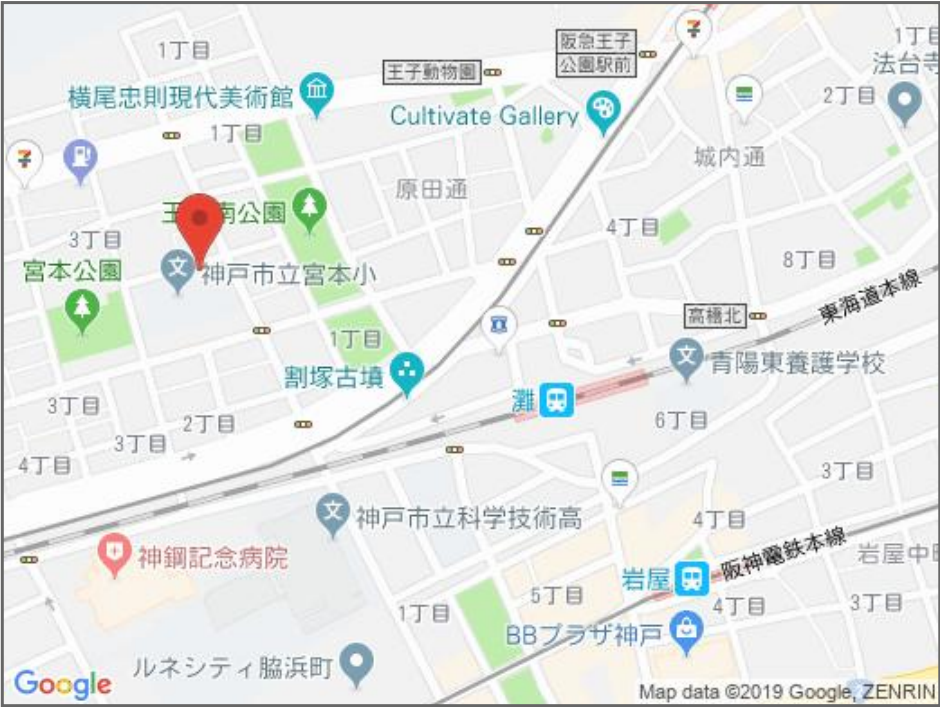 1丁目
阪急王子
公園駅前
1丁目
法台寺
王子動物園
横尾忠則現代美術館
2丁目
Cultivate Gallery
1丁目
城内通
原田通
王
南公園
3丁目
4丁目
宮本公園
神戸市立宮本小
8丁目
東海道本線
高橋北
1丁目
青陽東養護学校
割塚古墳
灘
3丁目
2丁目
6丁目
3丁目
4丁目
3丁目
神戸市立科学技術高
4丁目
阪神電鉄本線
神鋼記念病院
岩屋中町
岩屋
5丁目
1丁目
4丁目
3丁目
BBプラザ神戸
ルネシティ脇浜町
Google
Map data ©2019 Google, ZENRIN